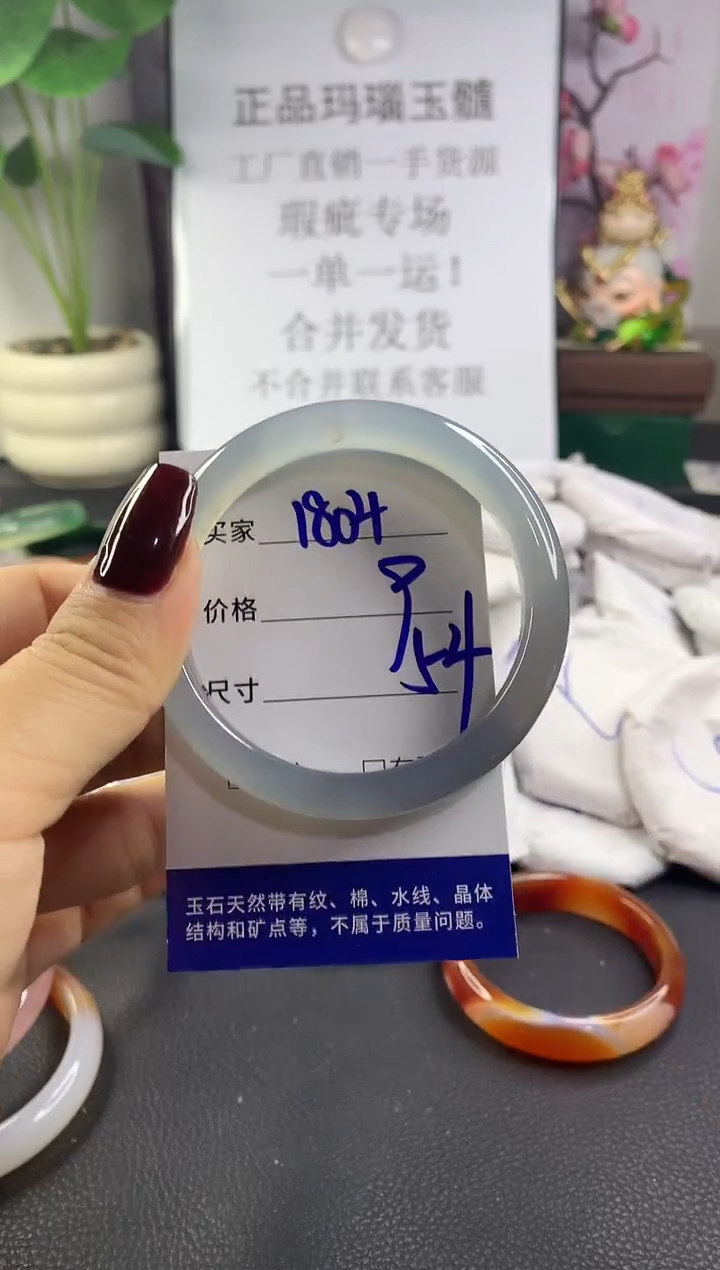 正品玛瑙玉髓
工厂直销一手货源
瑕疵专场
一单一运!
合并发货
不合并联系客服
买家 1804
价格
尺寸 54
玉石天然带有纹、棉、水线、晶体
结构和矿点等，不属于质量问题。